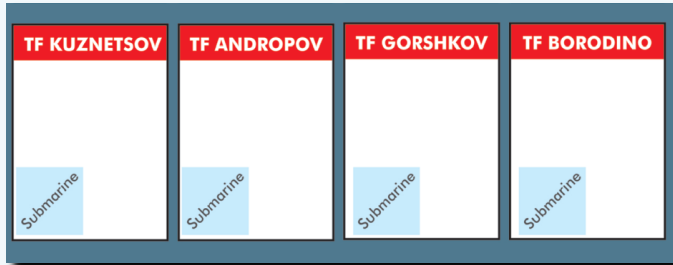 TF KUZNETSOV
TF ANDROPOV
TF GORSHKOV
TF BORODINO
Submarine
Submarine
Submarine
Submarine